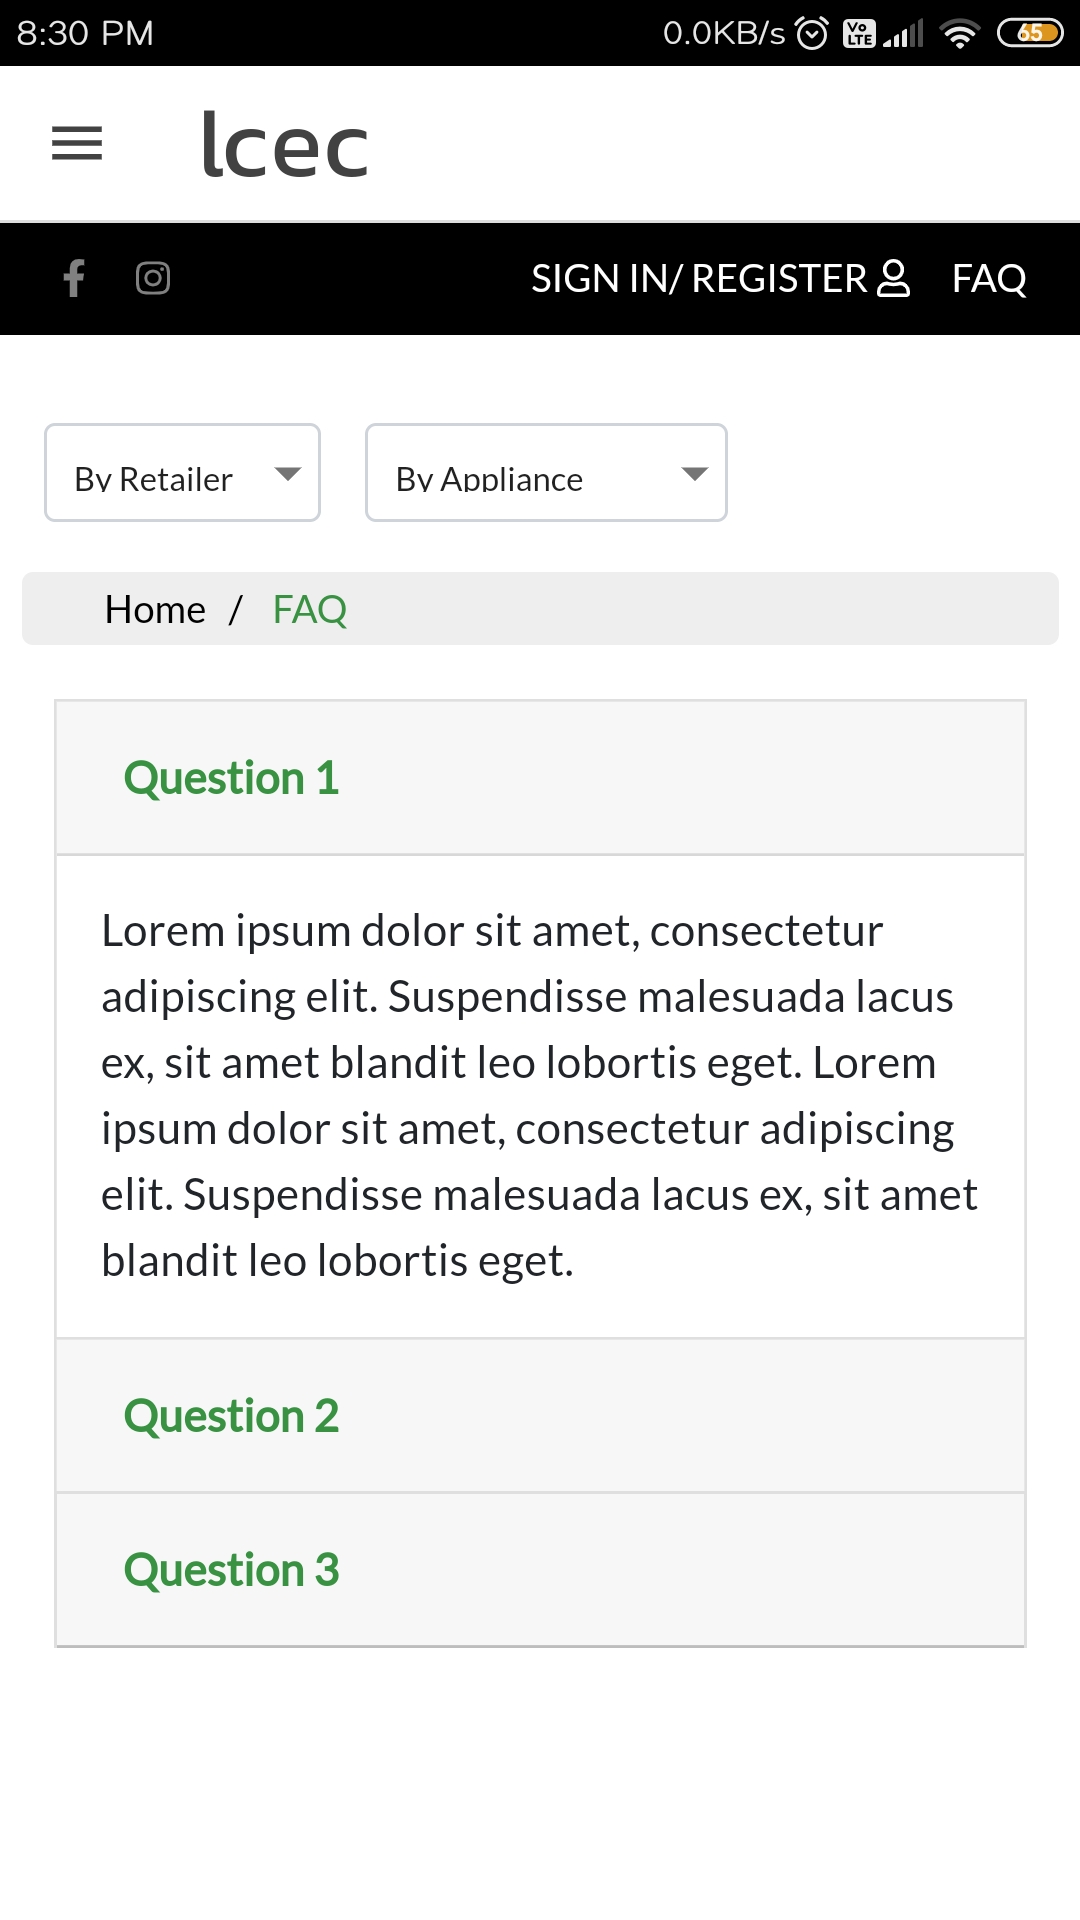 8:30 PM 0.0KB/s Vo LTE 65
lcec
SIGN IN/ REGISTER FAQ
By Retailer By Appliance
Home / FAQ
Question 1
Lorem ipsum dolor sit amet, consectetur
adipiscing elit. Suspendisse malesuada lacus
ex, sit amet blandit leo lobortis eget. Lorem
ipsum dolor sit amet, consectetur adipiscing
elit. Suspendisse malesuada lacus ex, sit amet
blandit leo lobortis eget.
Question 2
Question 3